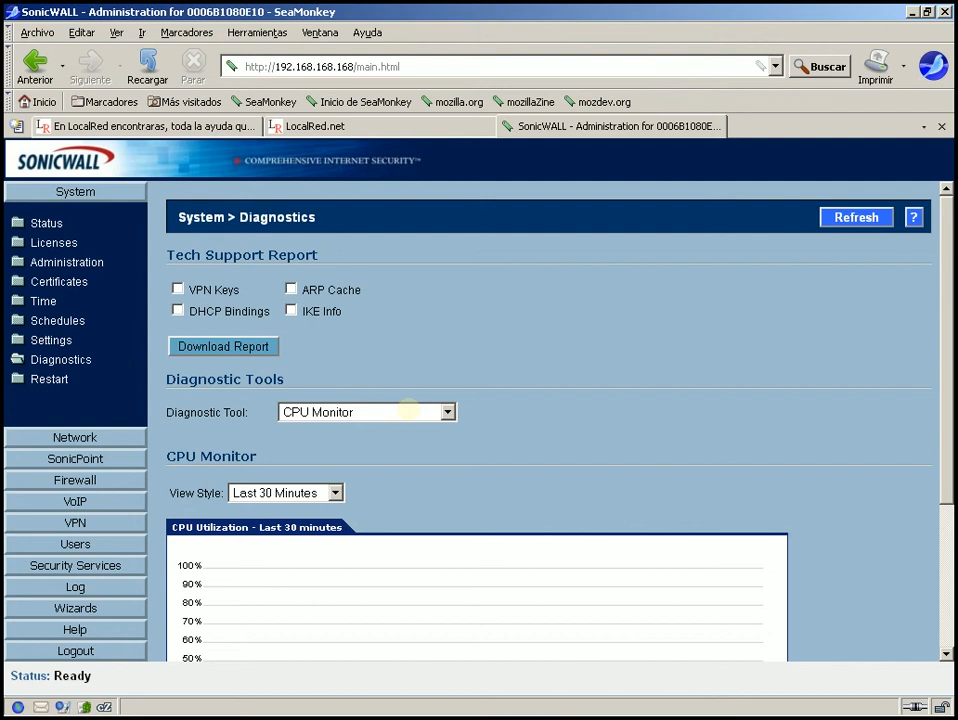 SonicWALL - Administration for 0006B1080E10 - SeaMonkey
Archivo Editar Ver Ir Marcadores Herramientas Ventana Ayuda
Anterior Siguiente Recargar Parar http://192.168.168.168/main.html Buscar Imprimir
Inicio Marcadores Más visitados SeaMonkey Inicio de SeaMonkey mozilla.org mozillaZine mozdev.org
En LocalRed encontraras, toda la ayuda qu... LocalRed.net SonicWALL - Administration for 0006B1080E...
SONICWALL COMPREHENSIVE INTERNET SECURITY™
System
Status
Licenses
Administration
Certificates
Time
Schedules
Settings
Diagnostics
Restart
Network
SonicPoint
Firewall
VoIP
VPN
Users
Security Services
Log
Wizards
Help
Logout
System > Diagnostics Refresh ?
Tech Support Report
VPN Keys ARP Cache
DHCP Bindings IKE Info
Download Report
Diagnostic Tools
Diagnostic Tool: CPU Monitor
CPU Monitor
View Style: Last 30 Minutes
CPU Utilization - Last 30 minutes
100%
90%
80%
70%
60%
50%
Status: Ready